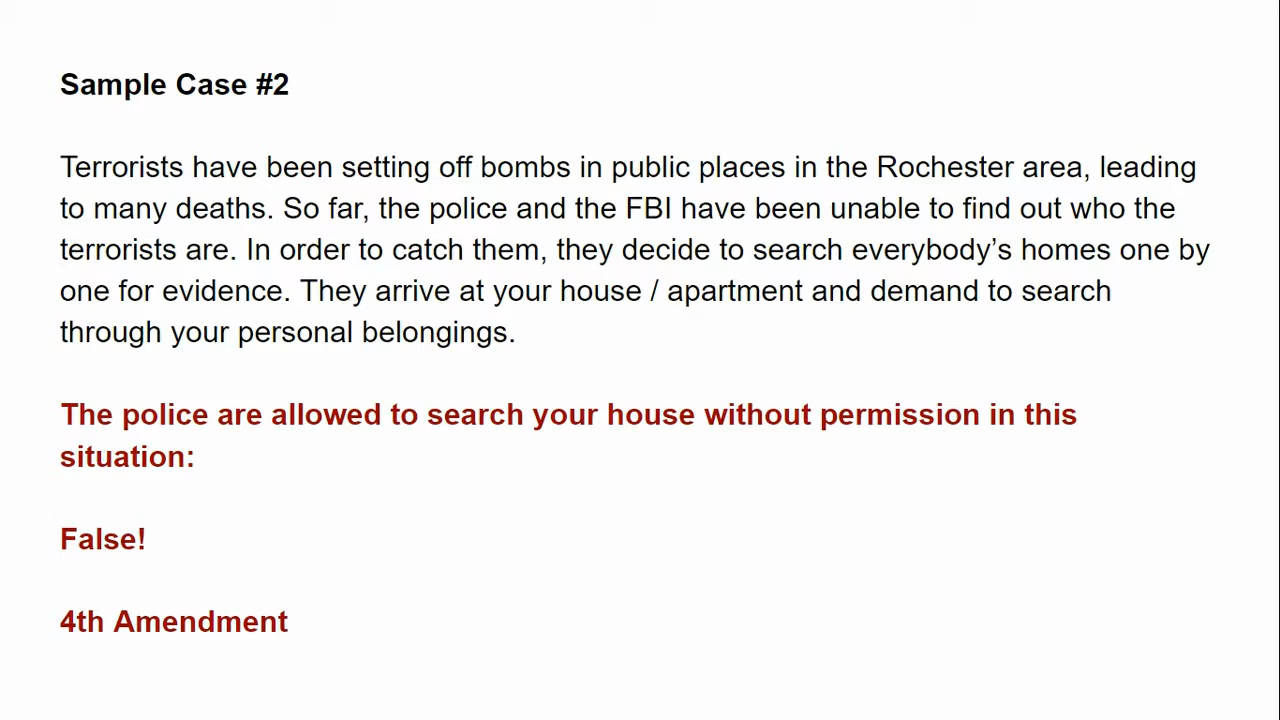 Sample Case #2
Terrorists have been setting off bombs in public places in the Rochester area, leading
to many deaths. So far, the police and the FBI have been unable to find out who the
terrorists are. In order to catch them, they decide to search everybody’s homes one by
one for evidence. They arrive at your house / apartment and demand to search
through your personal belongings.
The police are allowed to search your house without permission in this
situation:
False!
4th Amendment